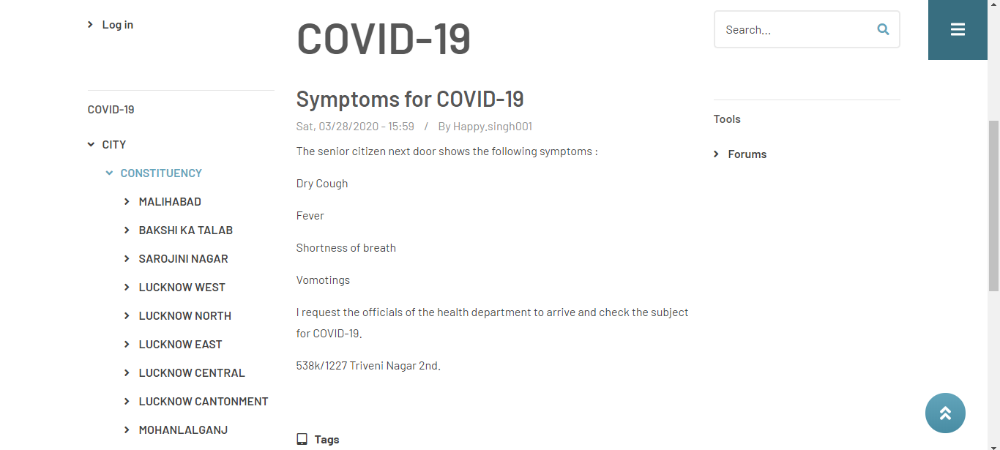 Log in
COVID-19
CITY
CONSTITUENCY
MALIHABAD
BAKSHI KA TALAB
SAROJINI NAGAR
LUCKNOW WEST
LUCKNOW NORTH
LUCKNOW EAST
LUCKNOW CENTRAL
LUCKNOW CANTONMENT
MOHANLALGANJ
COVID-19
Symptoms for COVID-19
Sat, 03/28/2020 - 15:59 / By Happy.singh001
The senior citizen next door shows the following symptoms :
Dry Cough
Fever
Shortness of breath
Vomotings
I request the officials of the health department to arrive and check the subject
for COVID-19.
538k/1227 Triveni Nagar 2nd.
Tags
Search...
Tools
Forums